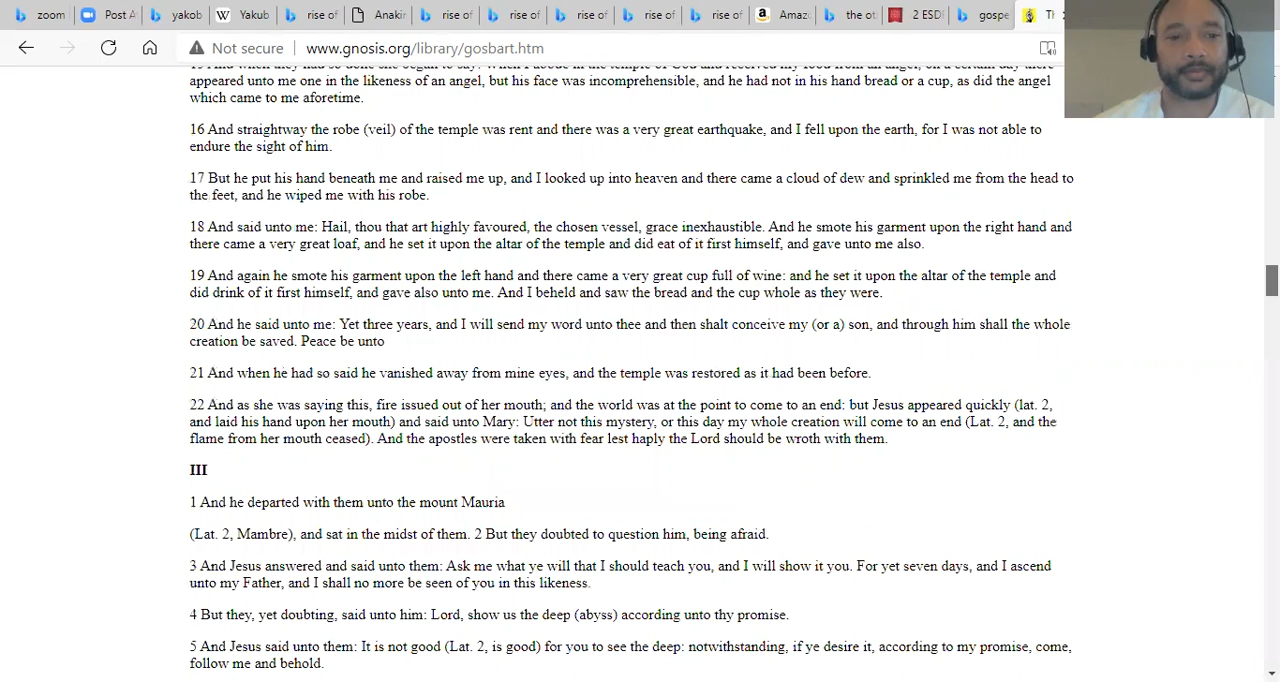 zoom
Post A
yakob
Yakub
rise of
Anakin
rise of
rise of
rise of
rise of
rise of
Amaz
the ot
2 ESD
gospe
Th
Not secure | www.gnosis.org/library/gosbart.htm
appeared unto me one in the likeness of an angel, but his face was incomprehensible, and he had not in his hand bread or a cup, as did the angel
which came to me aforetime.
16 And straightway the robe (veil) of the temple was rent and there was a very great earthquake, and I fell upon the earth, for I was not able to
endure the sight of him.
17 But he put his hand beneath me and raised me up, and I looked up into heaven and there came a cloud of dew and sprinkled me from the head to
the feet, and he wiped me with his robe.
18 And said unto me: Hail, thou that art highly favoured, the chosen vessel, grace inexhaustible. And he smote his garment upon the right hand and
there came a very great loaf, and he set it upon the altar of the temple and did eat of it first himself, and gave unto me also.
19 And again he smote his garment upon the left hand and there came a very great cup full of wine: and he set it upon the altar of the temple and
did drink of it first himself, and gave also unto me. And I beheld and saw the bread and the cup whole as they were.
20 And he said unto me: Yet three years, and I will send my word unto thee and then shalt conceive my (or a) son, and through him shall the whole
creation be saved. Peace be unto
21 And when he had so said he vanished away from mine eyes, and the temple was restored as it had been before.
22 And as she was saying this, fire issued out of her mouth; and the world was at the point to come to an end: but Jesus appeared quickly (lat. 2,
and laid his hand upon her mouth) and said unto Mary: Utter not this mystery, or this day my whole creation will come to an end (Lat. 2, and the
flame from her mouth ceased). And the apostles were taken with fear lest haply the Lord should be wroth with them.
III
1 And he departed with them unto the mount Mauria
(Lat. 2, Mambre), and sat in the midst of them. 2 But they doubted to question him, being afraid.
3 And Jesus answered and said unto them: Ask me what ye will that I should teach you, and I will show it you. For yet seven days, and I ascend
unto my Father, and I shall no more be seen of you in this likeness.
4 But they, yet doubting, said unto him: Lord, show us the deep (abyss) according unto thy promise.
5 And Jesus said unto them: It is not good (Lat. 2, is good) for you to see the deep: notwithstanding, if ye desire it, according to my promise, come,
follow me and behold.